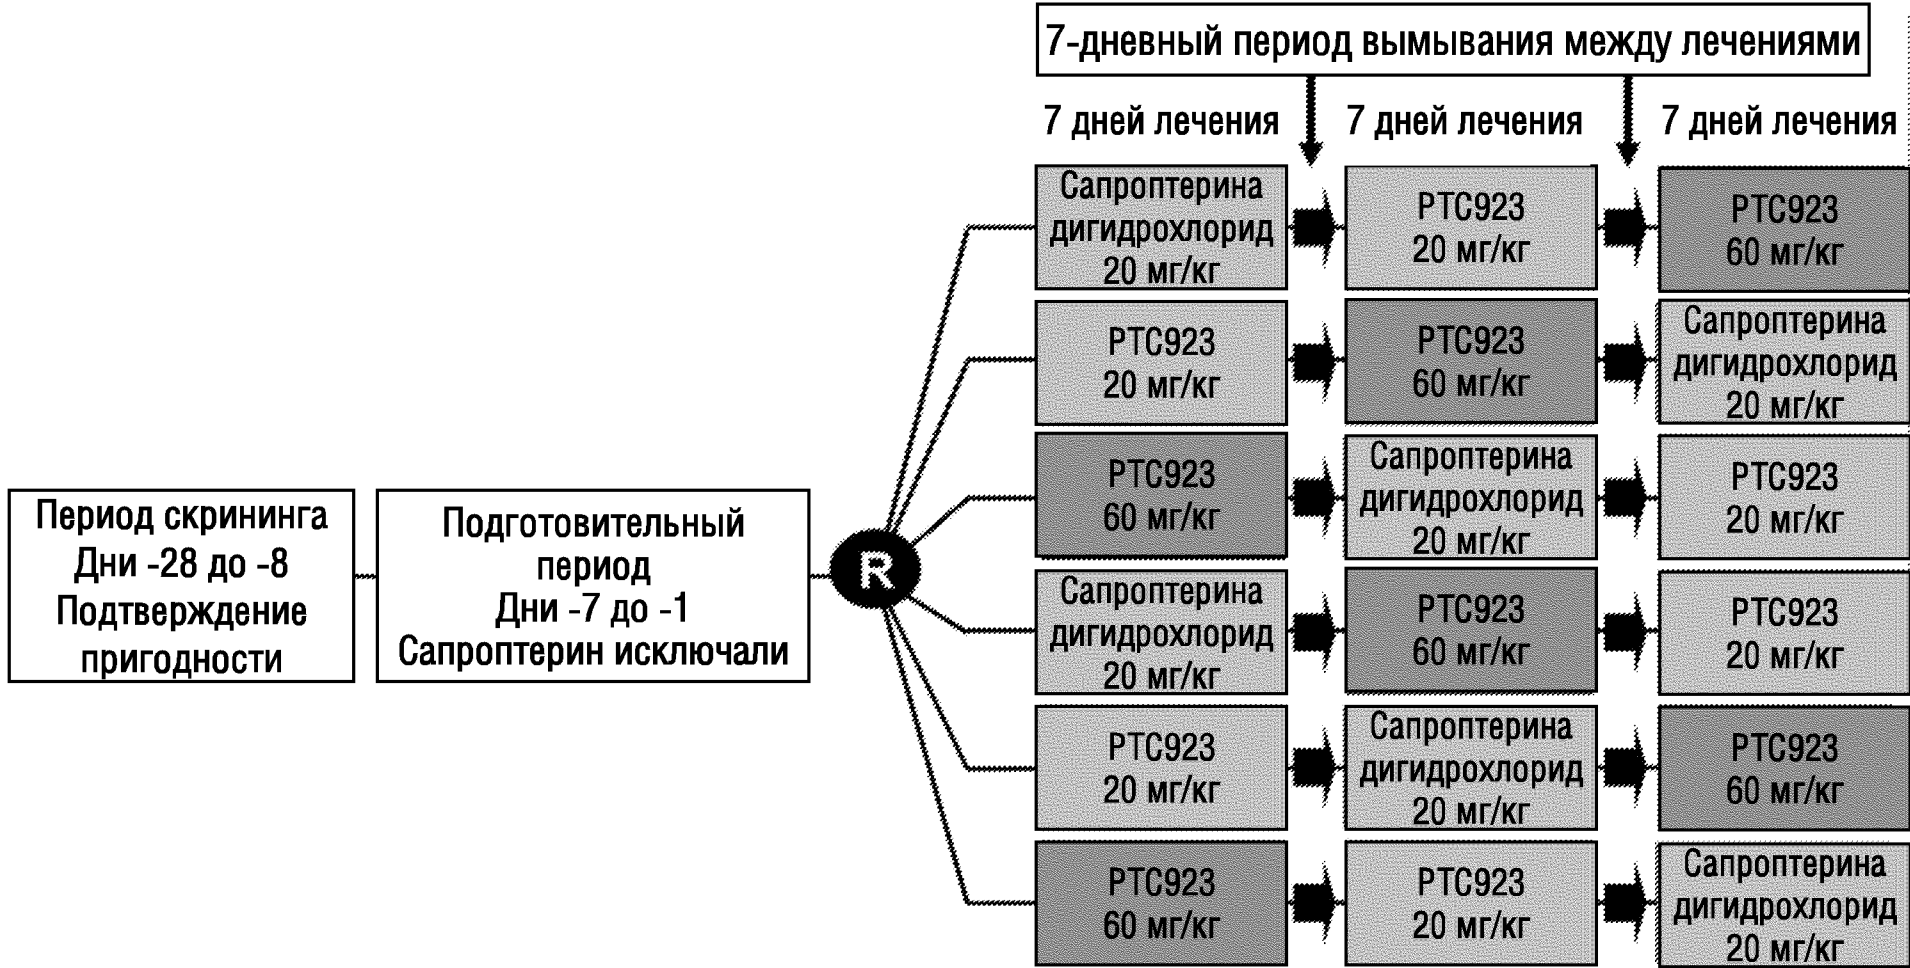 7-дневный период вымывания между лечениями
7 дней лечения
7 дней лечения
7 дней лечения
Сапроптерина
дигидрохлорид
20 мг/кг
PTC923
20 мг/кг
PTC923
60 мг/кг
PTC923
20 мг/кг
PTC923
60 мг/кг
Сапроптерина
дигидрохлорид
20 мг/кг
PTC923
60 мг/кг
Сапроптерина
дигидрохлорид
20 мг/кг
PTC923
20 мг/кг
Период скрининга
Дни -28 до -8
Подтверждение
пригодности
Подготовительный
период
Дни -7 до -1
Сапроптерин исключали
R
Сапроптерина
дигидрохлорид
20 мг/кг
PTC923
60 мг/кг
PTC923
20 мг/кг
PTC923
20 мг/кг
Сапроптерина
дигидрохлорид
20 мг/кг
PTC923
60 мг/кг
PTC923
60 мг/кг
PTC923
20 мг/кг
Сапроптерина
дигидрохлорид
20 мг/кг